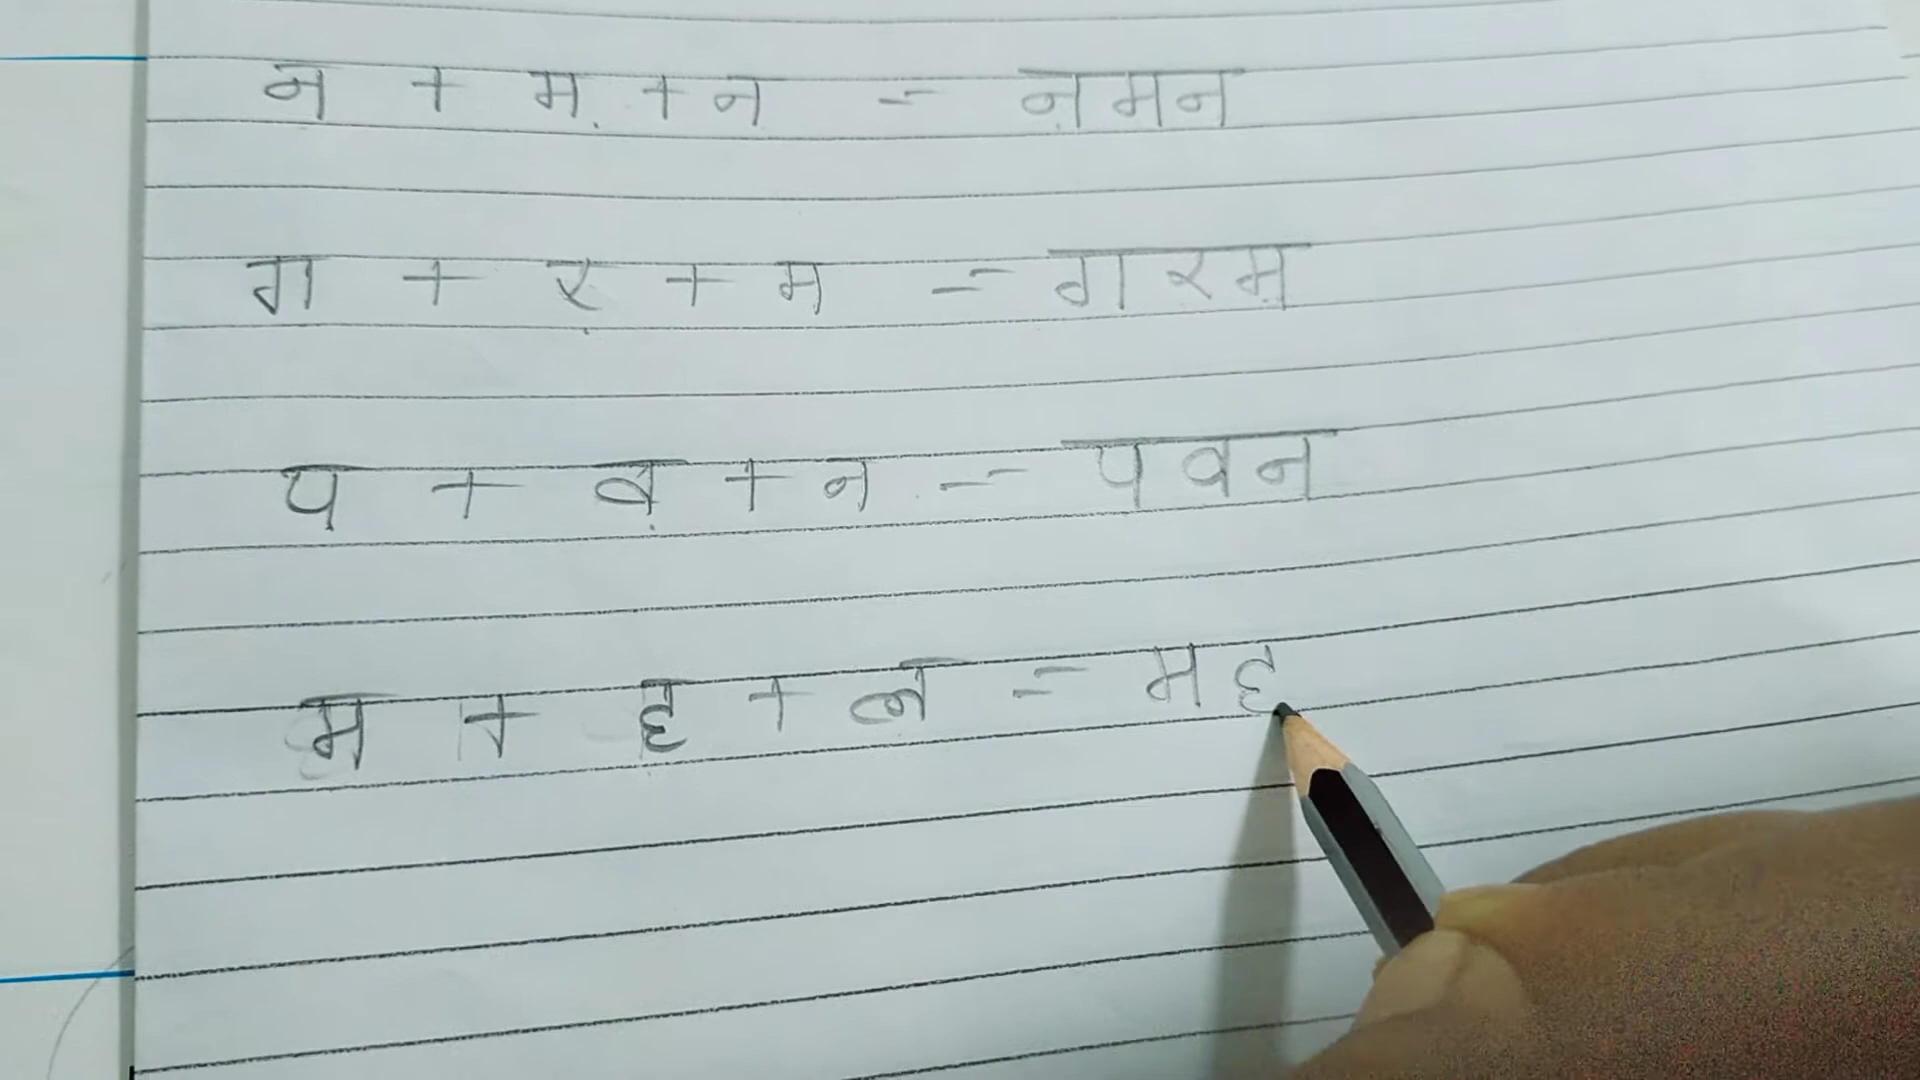 न + म + न = नमन
ग + र + म = गरम
प + व + न = पवन
म + ह + ल = मह